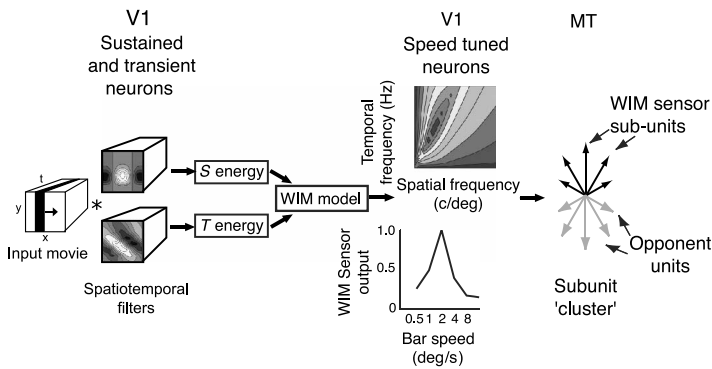 V1
Sustained
and transient
neurons
t
y
x
*
Input movie
Spatiotemporal
filters
S energy
T energy
WIM model
V1
Speed tuned
neurons
Temporal
frequency (Hz)
Spatial frequency
(c/deg)
WIM Sensor
output
1.0
0.5
0
0.5 1 2 4 8
Bar speed
(deg/s)
MT
WIM sensor
sub-units
Opponent
units
Subunit
'cluster'